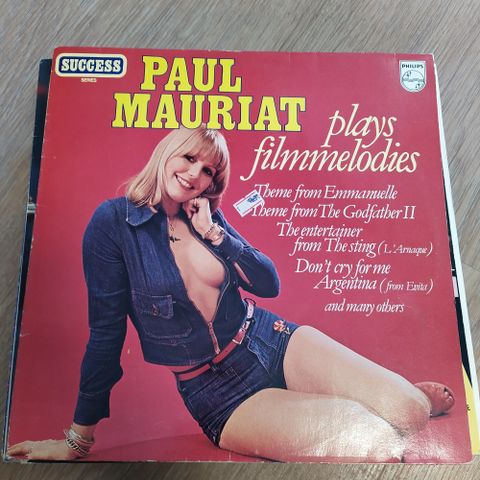 SUCCESS
SERIES
PHILIPS
PAUL
MAURIAT
plays
filmmelodies
Theme from Emmanuelle
Theme from The Godfather II
The entertainer
from The sting (L'Arnaque)
Don't cry for me
Argentina (from Evita)
and many others